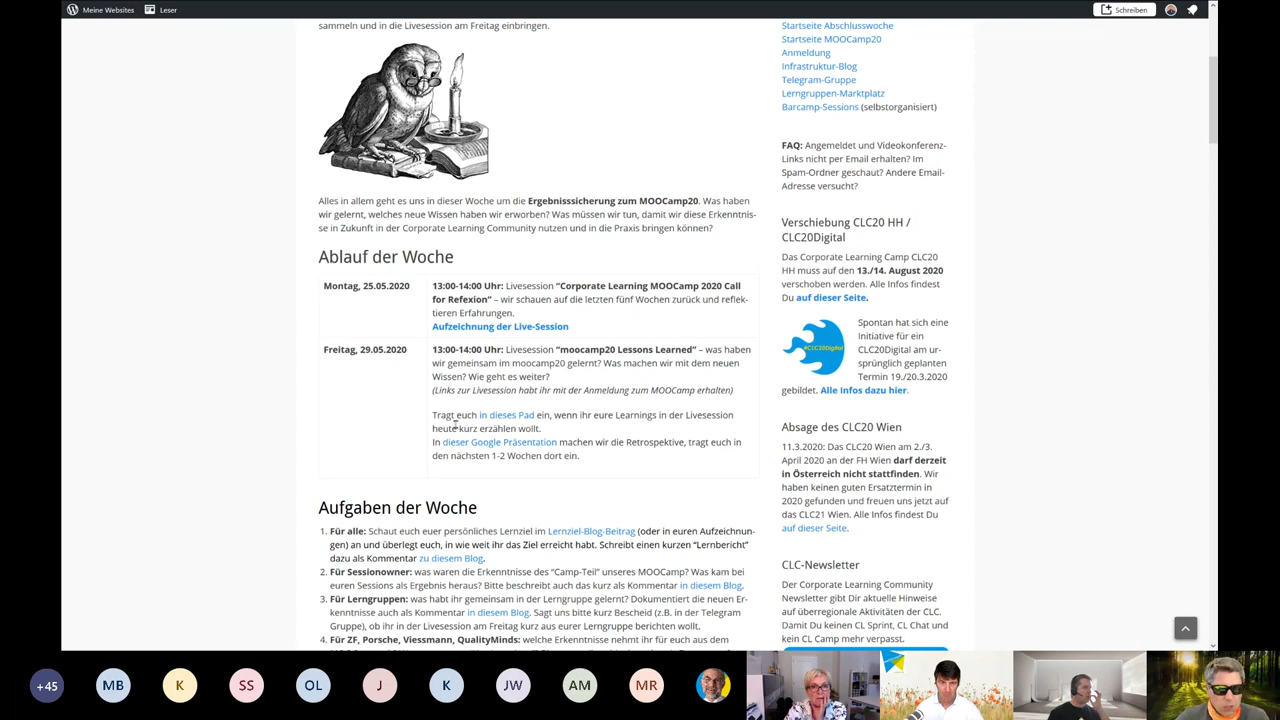 Meine Websites
Leser
Schreiben
sammeln und in die Livesession am Freitag einbringen.
Alles in allem geht es uns in dieser Woche um die Ergebnisssicherung zum MOOCamp20. Was haben
wir gelernt, welches neue Wissen haben wir erworben? Was müssen wir tun, damit wir diese Erkenntnis-
se in Zukunft in der Corporate Learning Community nutzen und in die Praxis bringen können?
Ablauf der Woche
Montag, 25.05.2020
13:00-14:00 Uhr: Livesession “Corporate Learning MOOCamp 2020 Call
for Refexion” – wir schauen auf die letzten fünf Wochen zurück und reflek-
tieren Erfahrungen.
Aufzeichnung der Live-Session
Freitag, 29.05.2020
13:00-14:00 Uhr: Livesession “moocamp20 Lessons Learned” – was haben
wir gemeinsam im moocamp20 gelernt? Was machen wir mit dem neuen
Wissen? Wie geht es weiter?
(Links zur Livesession habt ihr mit der Anmeldung zum MOOCamp erhalten)
Tragt euch in dieses Pad ein, wenn ihr eure Learnings in der Livesession
heute kurz erzählen wollt.
In dieser Google Präsentation machen wir die Retrospektive, tragt euch in
den nächsten 1-2 Wochen dort ein.
Aufgaben der Woche
1. Für alle: Schaut euch euer persönliches Lernziel im Lernziel-Blog-Beitrag (oder in euren Aufzeichnun-
gen) an und überlegt euch, in wie weit ihr das Ziel erreicht habt. Schreibt einen kurzen “Lernbericht”
dazu als Kommentar zu diesem Blog.
2. Für Sessionowner: was waren die Erkenntnisse des “Camp-Teil” unseres MOOCamp? Was kam bei
euren Sessions als Ergebnis heraus? Bitte beschreibt auch das kurz als Kommentar in diesem Blog.
3. Für Lerngruppen: was habt ihr gemeinsam in der Lerngruppe gelernt? Dokumentiert die neuen Er-
kenntnisse auch als Kommentar in diesem Blog. Sagt uns bitte kurz Bescheid (z.B. in der Telegram
Gruppe), ob ihr in der Livesession am Freitag kurz aus eurer Lerngruppe berichten wollt.
4. Für ZF, Porsche, Viessmann, QualityMinds: welche Erkenntnisse nehmt ihr für euch aus dem
Startseite Abschlusswoche
Startseite MOOCamp20
Anmeldung
Infrastruktur-Blog
Telegram-Gruppe
Lerngruppen-Marktplatz
Barcamp-Sessions (selbstorganisiert)
FAQ: Angemeldet und Videokonferenz-
Links nicht per Email erhalten? Im
Spam-Ordner geschaut? Andere Email-
Adresse versucht?
Verschiebung CLC20 HH /
CLC20Digital
Das Corporate Learning Camp CLC20
HH muss auf den 13./14. August 2020
verschoben werden. Alle Infos findest
Du auf dieser Seite.
#CLC20Digital
Spontan hat sich eine
Initiative für ein
CLC20Digital am ur-
sprünglich geplanten
Termin 19./20.3.2020
gebildet. Alle Infos dazu hier.
Absage des CLC20 Wien
11.3.2020: Das CLC20 Wien am 2./3.
April 2020 an der FH Wien darf derzeit
in Österreich nicht stattfinden. Wir
haben keinen guten Ersatztermin in
2020 gefunden und freuen uns jetzt auf
das CLC21 Wien. Alle Infos findest Du
auf dieser Seite.
CLC-Newsletter
Der Corporate Learning Community
Newsletter gibt Dir aktuelle Hinweise
auf überregionale Aktivitäten der CLC.
Damit Du keinen CL Sprint, CL Chat und
kein CL Camp mehr verpasst.
+45
MB
K
SS
OL
J
K
JW
AM
MR